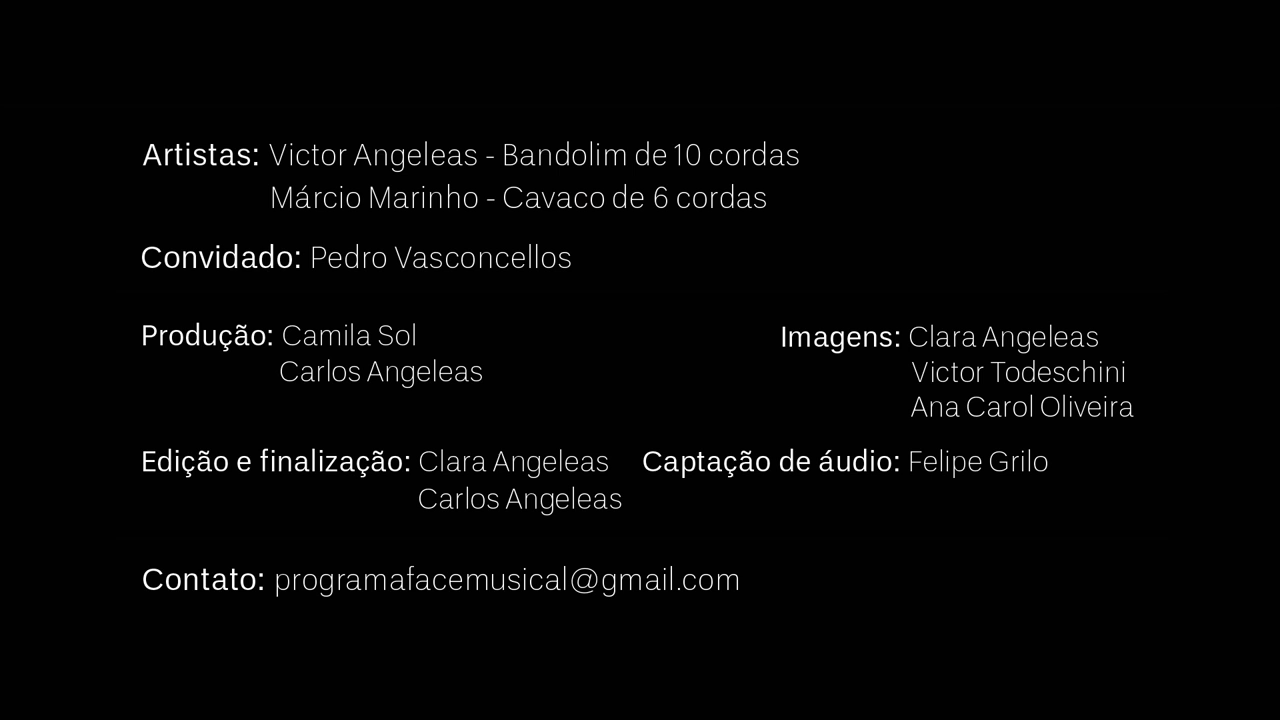 Artistas: Victor Angeleas - Bandolim de 10 cordas
Márcio Marinho - Cavaco de 6 cordas
Convidado: Pedro Vasconcellos
Produção: Camila Sol
Carlos Angeleas
Imagens: Clara Angeleas
Victor Todeschini
Ana Carol Oliveira
Edição e finalização: Clara Angeleas
Carlos Angeleas
Captação de áudio: Felipe Grilo
Contato: programafacemusical@gmail.com